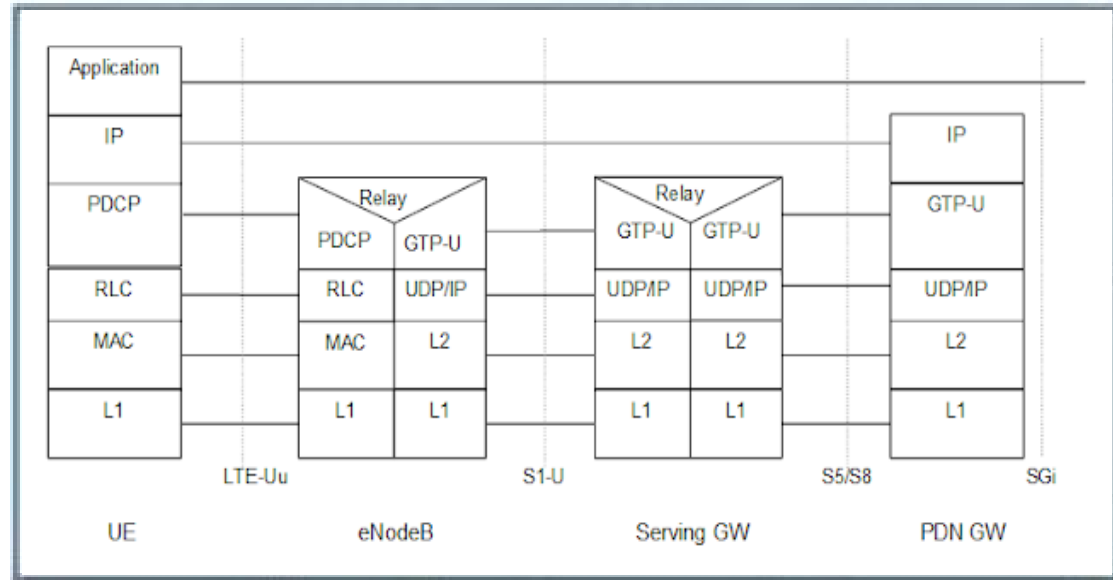 Application
IP
IP
PDCP
Relay
Relay
GTP-U
PDCP
GTP-U
GTP-U
GTP-U
RLC
RLC
UDP/IP
UDP/IP
UDP/IP
UDP/IP
MAC
MAC
L2
L2
L2
L2
L1
L1
L1
L1
L1
L1
LTE-Uu
S1-U
S5/S8
SGi
UE
eNodeB
Serving GW
PDN GW